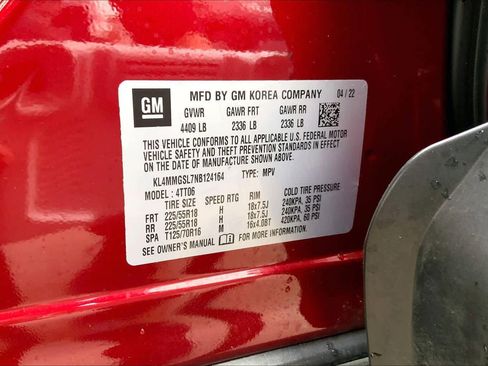 GM
MFD BY GM KOREA COMPANY 04 / 22
GVWR GAWR FRT GAWR RR
4409 LB 2336 LB 2336 LB
THIS VEHICLE CONFORMS TO ALL APPLICABLE U.S. FEDERAL MOTOR
VEHICLE SAFETY AND THEFT PREVENTION STANDARDS IN EFFECT
ON THE DATE OF MANUFACTURE SHOWN ABOVE.
KL4MMGSL7NB124164 TYPE: MPV
MODEL: 4TT06
TIRE SIZE SPEED RTG RIM COLD TIRE PRESSURE
FRT 225/55R18 H 18x7.5J 240KPA, 35 PSI
RR 225/55R18 H 18x7.5J 240KPA, 35 PSI
SPA T125/70R16 M 16x4.0BT 420KPA, 60 PSI
SEE OWNER'S MANUAL FOR MORE INFORMATION.